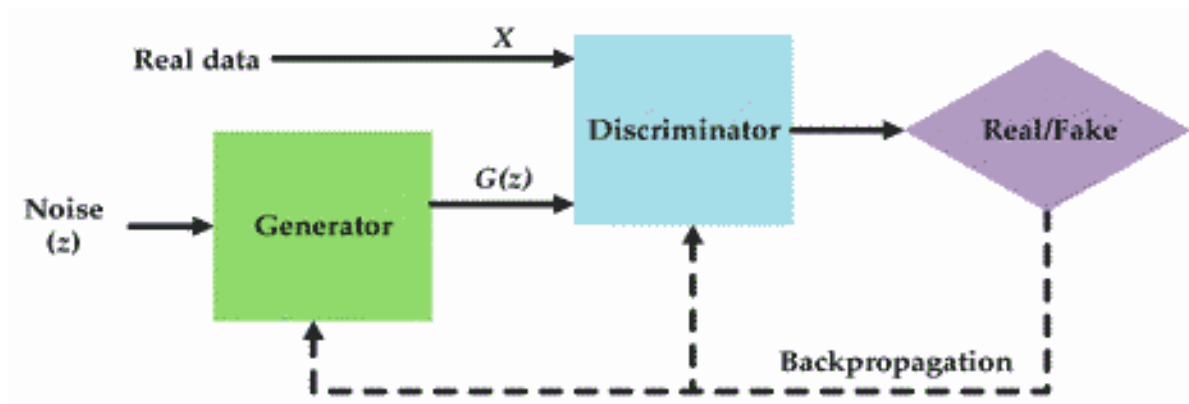 X
Real data
Discriminator
Real/Fake
G(z)
Noise
(z)
Generator
Backpropagation